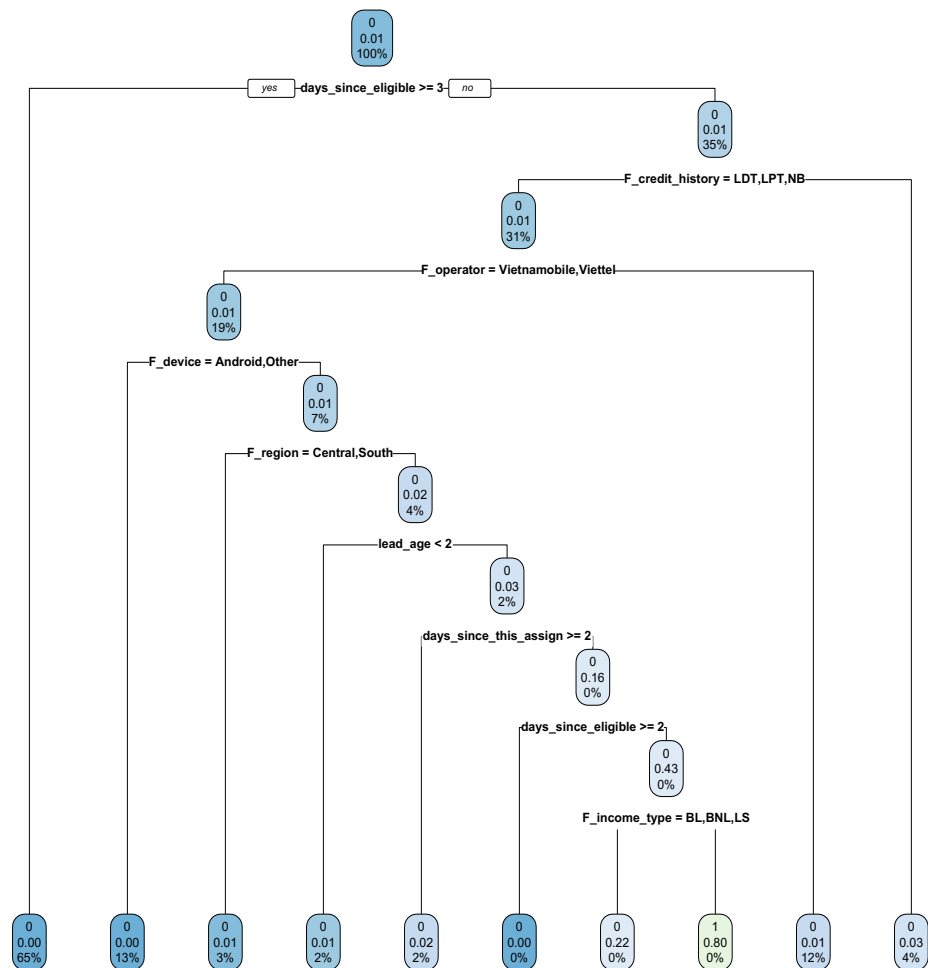 0
0.01
100%
yes days_since_eligible >= 3 no
0
0.01
35%
F_credit_history = LDT,LPT,NB
0
0.01
31%
F_operator = Vietnamobile,Viettel
0
0.01
19%
F_device = Android,Other
0
0.01
7%
F_region = Central,South
0
0.02
4%
lead_age < 2
0
0.03
2%
days_since_this_assign >= 2
0
0.16
0%
days_since_eligible >= 2
0
0.43
0%
F_income_type = BL,BNL,LS
0 0 0 0 0 0 0 1 0 0
0.00 0.00 0.01 0.01 0.02 0.00 0.22 0.80 0.01 0.03
65% 13% 3% 2% 2% 0% 0% 0% 12% 4%